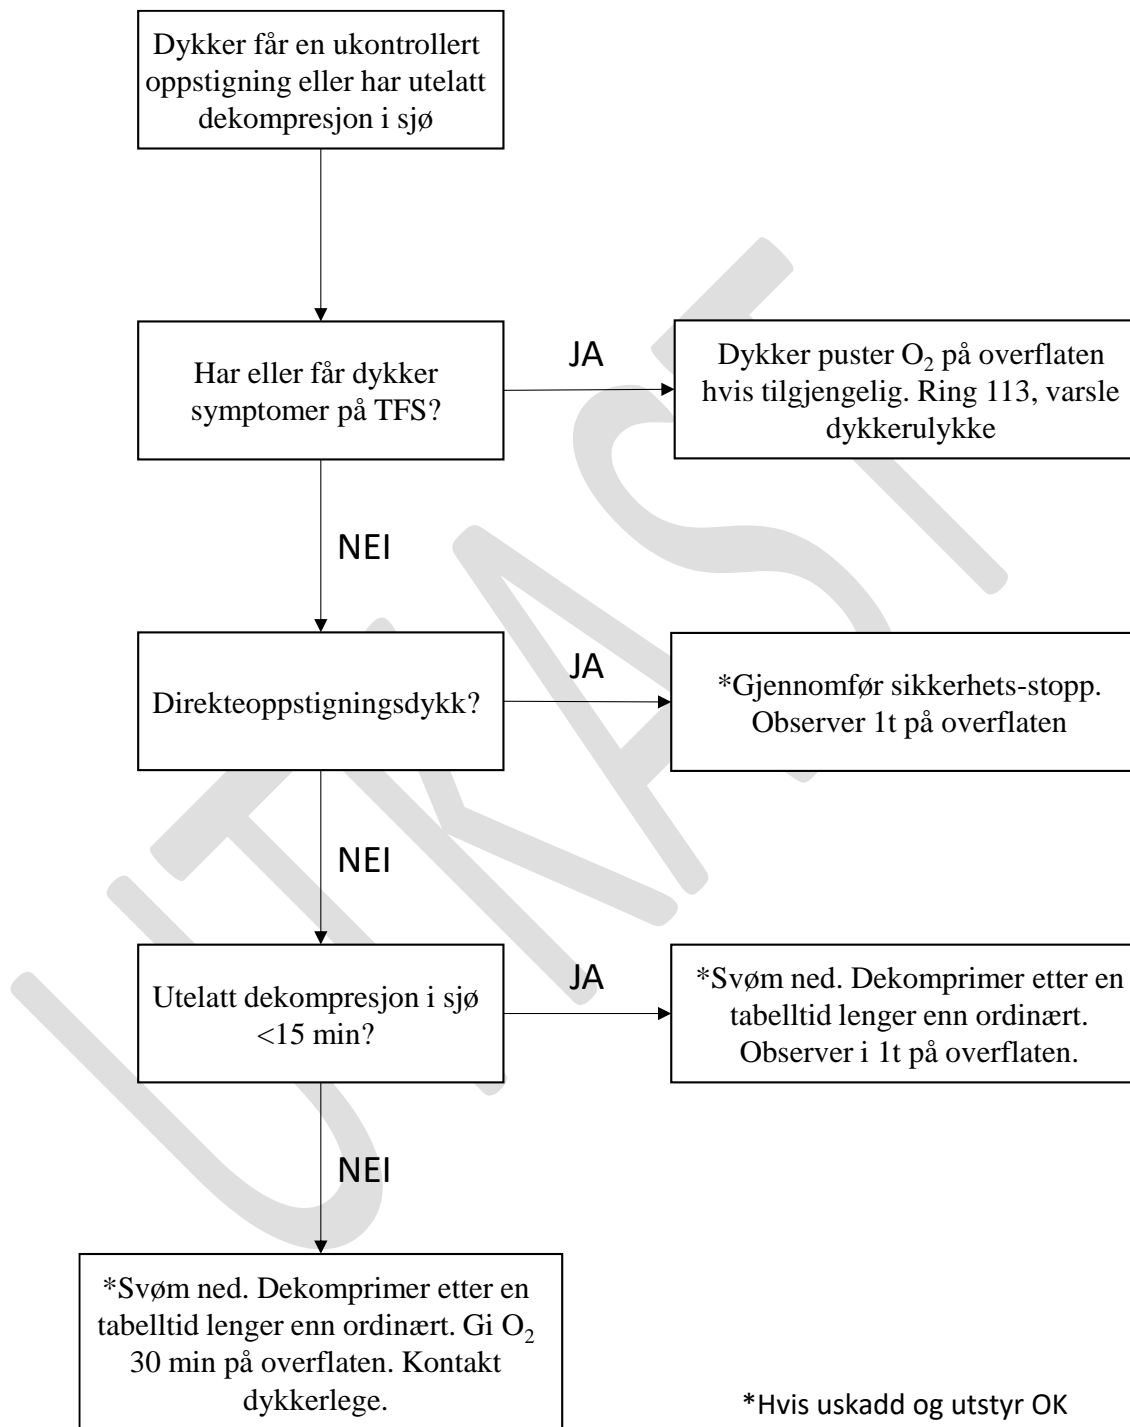 Dykker får en ukontrollert
oppstigning eller har utelatt
dekompresjon i sjø
Har eller får dykker
symptomer på TFS?
JA
Dykker puster O₂ på overflaten
hvis tilgjengelig. Ring 113, varsle
dykkerulykke
NEI
Direkteoppstigningsdykk?
JA
*Gjennomfør sikkerhets-stopp.
Observer 1t på overflaten
NEI
Utelatt dekompresjon i sjø
<15 min?
JA
*Svøm ned. Dekomprimer etter en
tabelltid lenger enn ordinært.
Observer i 1t på overflaten.
NEI
*Svøm ned. Dekomprimer etter en
tabelltid lenger enn ordinært. Gi O₂
30 min på overflaten. Kontakt
dykkerlege.
*Hvis uskadd og utstyr OK
UTKAST